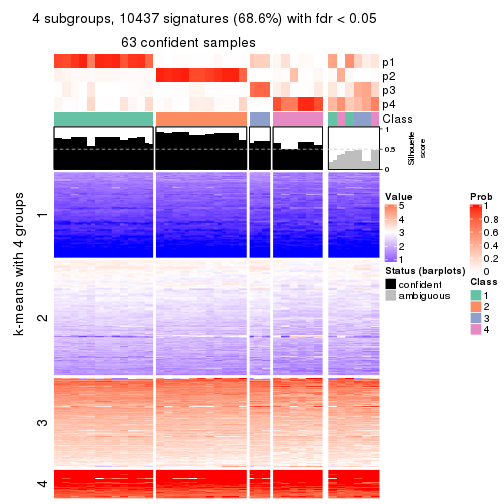 4 subgroups, 10437 signatures (68.6%) with fdr < 0.05
63 confident samples
p1
p2
p3
p4
Class
1
0.5
0
Silhouette
score
k-means with 4 groups
1
2
3
4
Value
5
4
3
2
1
Status (barplots)
confident
ambiguous
Prob
1
0.8
0.6
0.4
0.2
0
Class
1
2
3
4